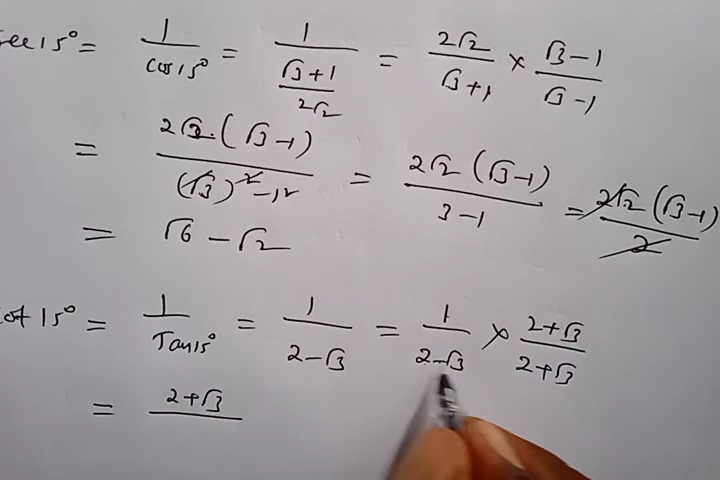 sec 15° = 1/cos 15° = 1/((√3+1)/(2√2)) = 2√2/(√3+1) × (√3-1)/(√3-1)
= 2√2·(√3-1)/((√3)²-1²) = 2√2(√3-1)/(3-1) = 2√2(√3-1)/2
= √6 - √2
cot 15° = 1/Tan 15° = 1/(2-√3) = 1/(2-√3) × (2+√3)/(2+√3)
= 2+√3